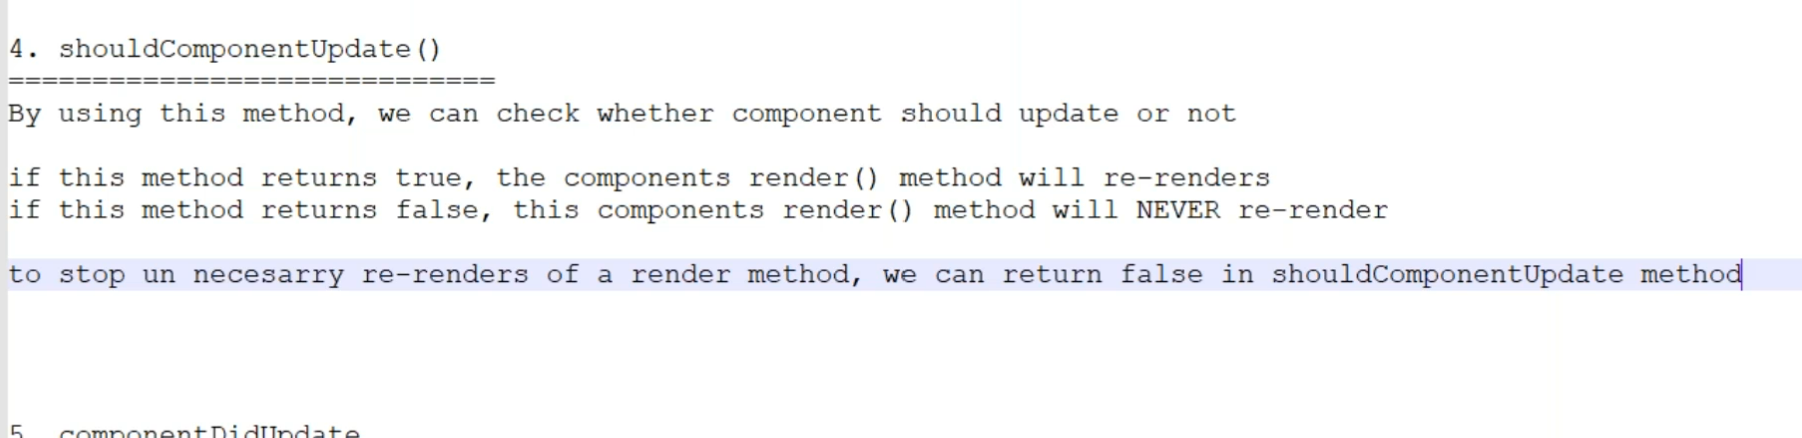 4. shouldComponentUpdate()
=============================
By using this method, we can check whether component should update or not
if this method returns true, the components render() method will re-renders
if this method returns false, this components render() method will NEVER re-render
to stop un necesarry re-renders of a render method, we can return false in shouldComponentUpdate method
5. componentDidUpdate